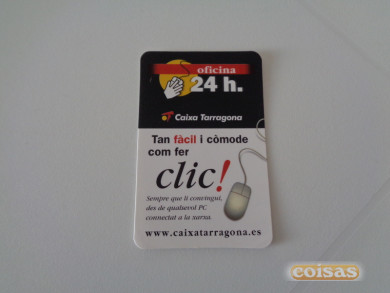 oficina
24 h.
Caixa Tarragona
Tan fàcil i còmode
com fer
clic!
Sempre que li convingui,
des de qualsevol PC
connectat a la xarxa.
www.caixatarragona.es
coisas